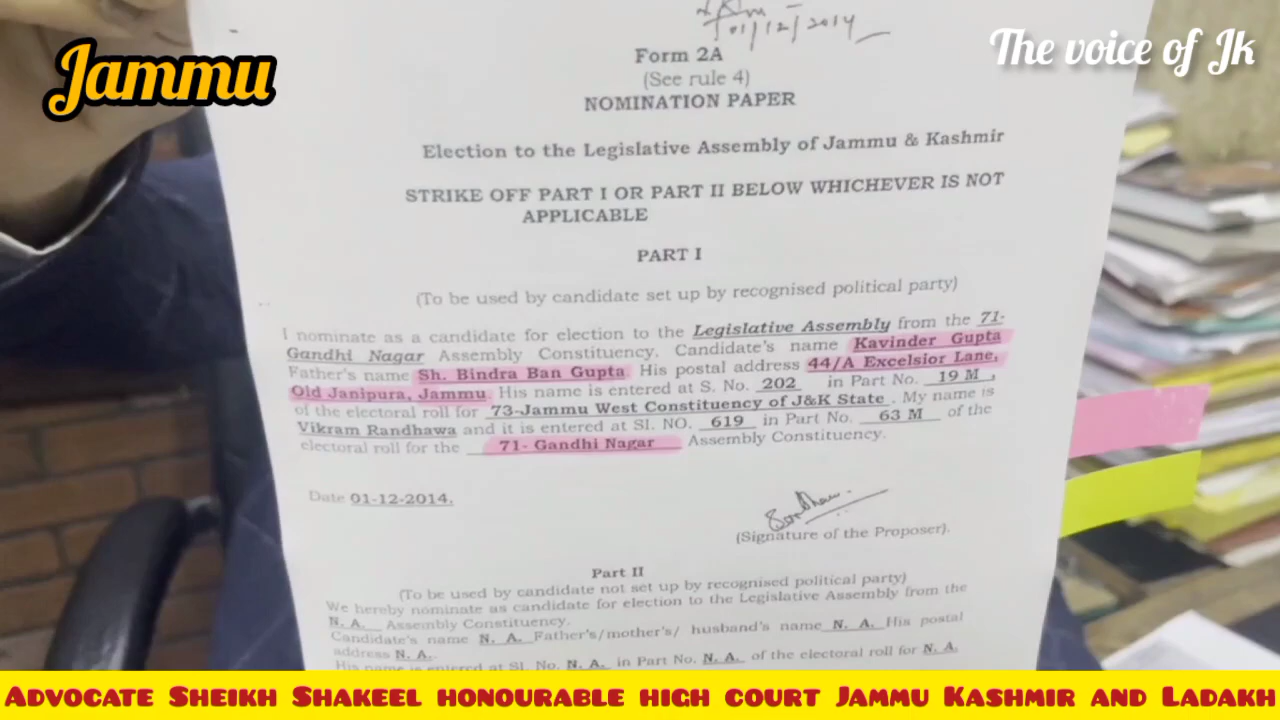 Jammu
The voice of Jk
01/12/2014
Form 2A
(See rule 4)
NOMINATION PAPER
Election to the Legislative Assembly of Jammu & Kashmir
STRIKE OFF PART I OR PART II BELOW WHICHEVER IS NOT
APPLICABLE
PART I
(To be used by candidate set up by recognised political party)
I nominate as a candidate for election to the Legislative Assembly from the 71-
Gandhi Nagar Assembly Constituency. Candidate's name Kavinder Gupta
Father's name Sh. Bindra Ban Gupta. His postal address 44/A Excelsior Lane,
Old Janipura, Jammu. His name is entered at S. No. 202 in Part No. 19 M ,
of the electoral roll for 73-Jammu West Constituency of J&K State . My name is
Vikram Randhawa and it is entered at SI. NO. 619 in Part No. 63 M of the
electoral roll for the 71- Gandhi Nagar Assembly Constituency.
Date 01-12-2014.
(Signature of the Proposer).
Part II
(To be used by candidate not set up by recognised political party)
We hereby nominate as candidate for election to the Legislative Assembly from the
N. A. Assembly Constituency.
Candidate's name N. A. Father's/mother's/ husband's name N. A. His postal
address N. A.
His name is entered at SI. No. N. A. in Part No. N. A. of the electoral roll for N. A.
Advocate Sheikh Shakeel honourable high court Jammu Kashmir and Ladakh